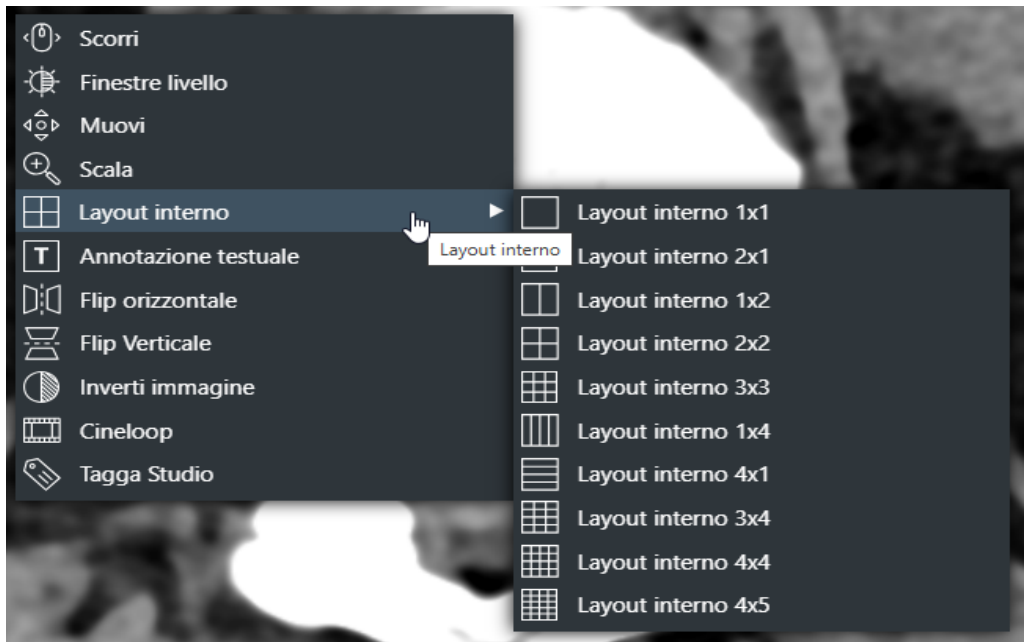 Scorri
Finestre livello
Muovi
Scala
Layout interno
Annotazione testuale
Flip orizzontale
Flip Verticale
Inverti immagine
Cineloop
Tagga Studio
Layout interno
Layout interno 1x1
Layout interno 2x1
Layout interno 1x2
Layout interno 2x2
Layout interno 3x3
Layout interno 1x4
Layout interno 4x1
Layout interno 3x4
Layout interno 4x4
Layout interno 4x5